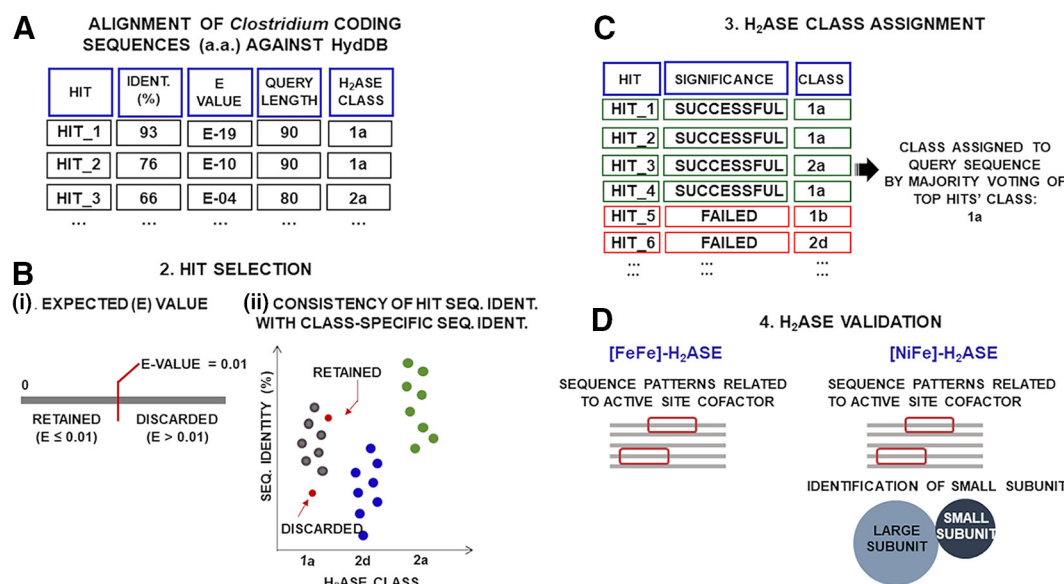 A
ALIGNMENT OF Clostridium CODING
SEQUENCES (a.a.) AGAINST HydDB
HIT
IDENT. (%)
E VALUE
QUERY LENGTH
H₂ASE CLASS
HIT_1 93 E-19 90 1a
HIT_2 76 E-10 90 1a
HIT_3 66 E-04 80 2a
... ... ... ... ...
B
2. HIT SELECTION
(i) . EXPECTED (E) VALUE
0
E-VALUE = 0.01
RETAINED DISCARDED
(E ≤ 0.01) (E > 0.01)
(ii) CONSISTENCY OF HIT SEQ. IDENT.
WITH CLASS-SPECIFIC SEQ. IDENT.
SEQ. IDENTITY (%)
RETAINED
DISCARDED
1a 2d 2a
H₂ASE CLASS
C
3. H₂ASE CLASS ASSIGNMENT
HIT SIGNIFICANCE CLASS
HIT_1 SUCCESSFUL 1a
HIT_2 SUCCESSFUL 1a
HIT_3 SUCCESSFUL 2a
HIT_4 SUCCESSFUL 1a
HIT_5 FAILED 1b
HIT_6 FAILED 2d
... ... ...
CLASS ASSIGNED TO
QUERY SEQUENCE
BY MAJORITY VOTING OF
TOP HITS' CLASS:
1a
D
4. H₂ASE VALIDATION
[FeFe]-H₂ASE
SEQUENCE PATTERNS RELATED
TO ACTIVE SITE COFACTOR
[NiFe]-H₂ASE
SEQUENCE PATTERNS RELATED
TO ACTIVE SITE COFACTOR
IDENTIFICATION OF SMALL SUBUNIT
LARGE
SUBUNIT
SMALL
SUBUNIT